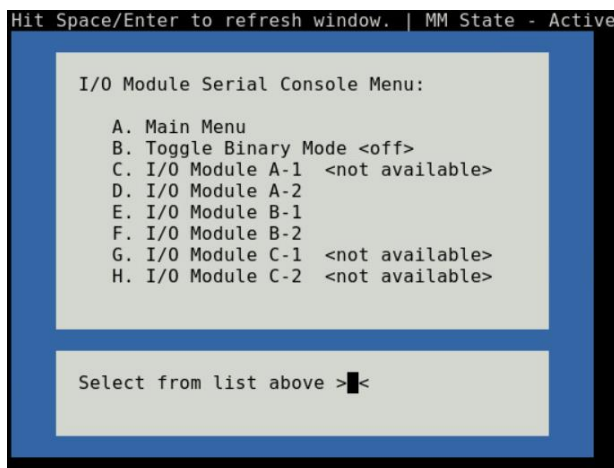 Hit Space/Enter to refresh window. | MM State - Active
I/O Module Serial Console Menu:
A. Main Menu
B. Toggle Binary Mode <off>
C. I/O Module A-1 <not available>
D. I/O Module A-2
E. I/O Module B-1
F. I/O Module B-2
G. I/O Module C-1 <not available>
H. I/O Module C-2 <not available>
Select from list above > <